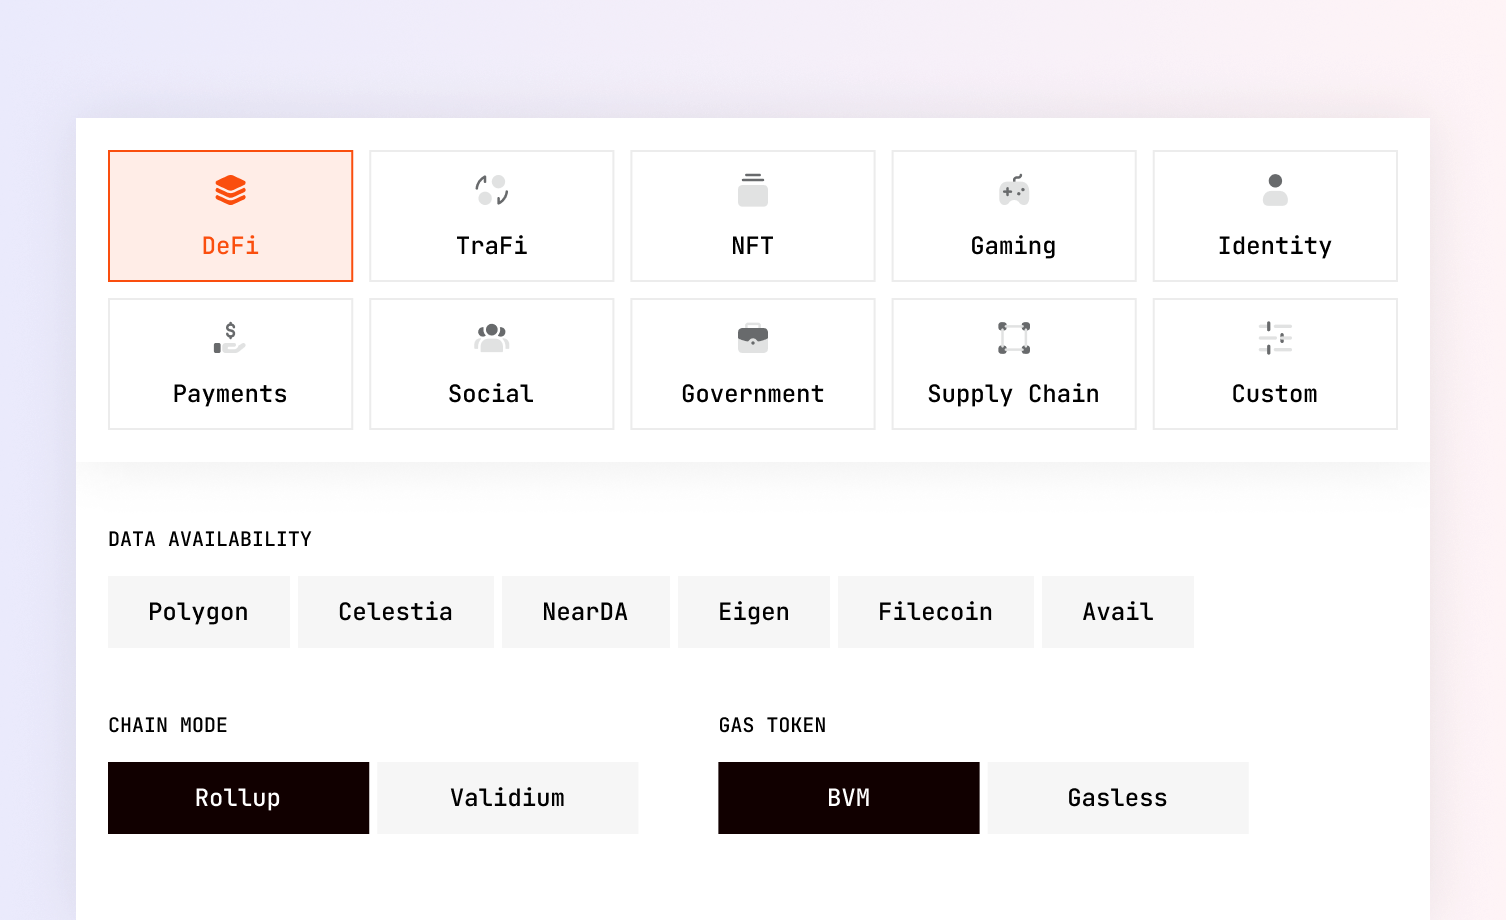 DeFi
TraFi
NFT
Gaming
Identity
$
Payments
Social
Government
Supply Chain
Custom
DATA AVAILABILITY
Polygon
Celestia
NearDA
Eigen
Filecoin
Avail
CHAIN MODE
GAS TOKEN
Rollup
Validium
BVM
Gasless